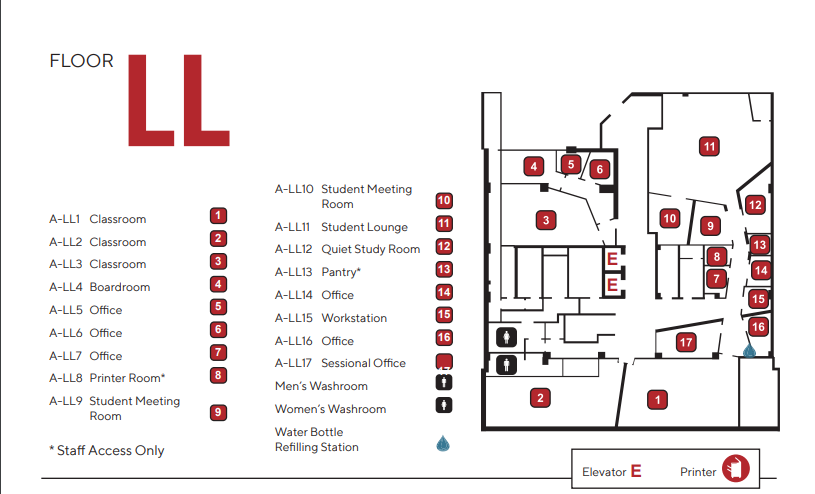 FLOOR LL
A-LL1 Classroom 1
A-LL2 Classroom 2
A-LL3 Classroom 3
A-LL4 Boardroom 4
A-LL5 Office 5
A-LL6 Office 6
A-LL7 Office 7
A-LL8 Printer Room* 8
A-LL9 Student Meeting
Room 9
* Staff Access Only
A-LL10 Student Meeting
Room 10
A-LL11 Student Lounge 11
A-LL12 Quiet Study Room 12
A-LL13 Pantry* 13
A-LL14 Office 14
A-LL15 Workstation 15
A-LL16 Office 16
A-LL17 Sessional Office
Men's Washroom
Women's Washroom
Water Bottle
Refilling Station
11
4 5 6
12
3
10
9
13
E
8
14
E
7
15
16
17
2
1
Elevator E Printer